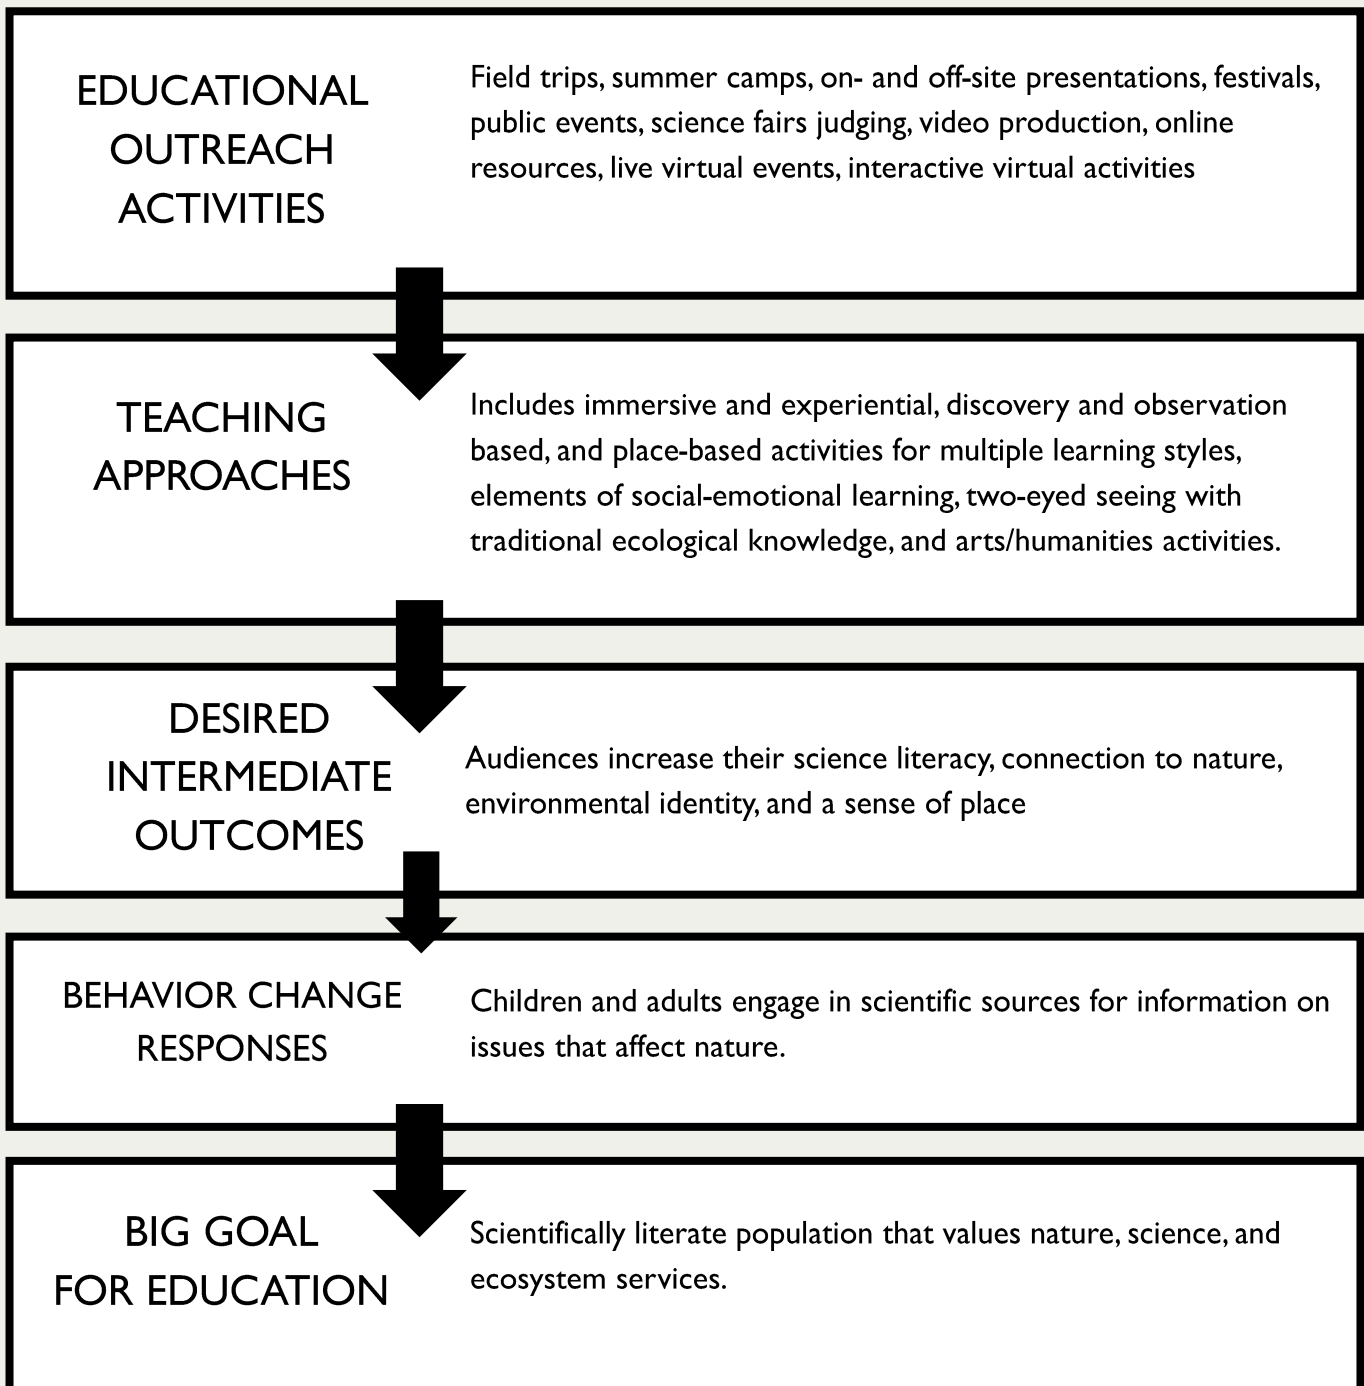 EDUCATIONAL
OUTREACH
ACTIVITIES
Field trips, summer camps, on- and off-site presentations, festivals,
public events, science fairs judging, video production, online
resources, live virtual events, interactive virtual activities
TEACHING
APPROACHES
Includes immersive and experiential, discovery and observation
based, and place-based activities for multiple learning styles,
elements of social-emotional learning, two-eyed seeing with
traditional ecological knowledge, and arts/humanities activities.
DESIRED
INTERMEDIATE
OUTCOMES
Audiences increase their science literacy, connection to nature,
environmental identity, and a sense of place
BEHAVIOR CHANGE
RESPONSES
Children and adults engage in scientific sources for information on
issues that affect nature.
BIG GOAL
FOR EDUCATION
Scientifically literate population that values nature, science, and
ecosystem services.